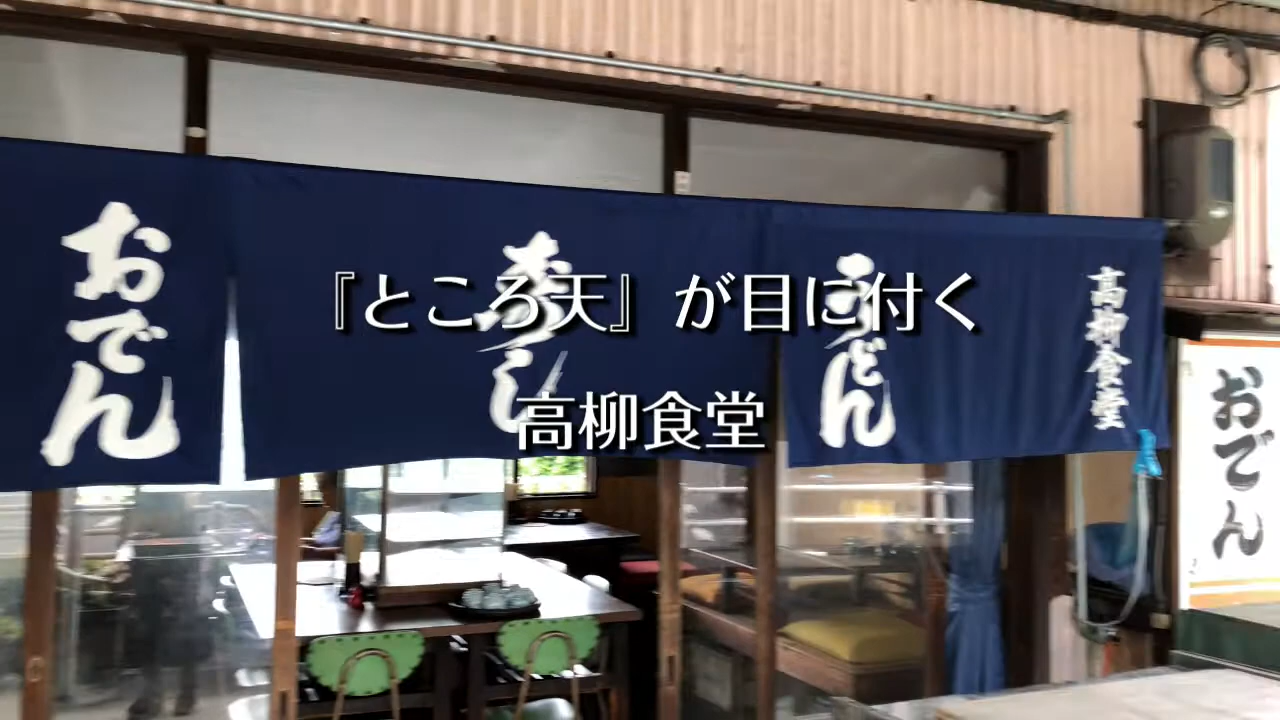 おでん
うどん
高柳食堂
『ところ天』が目に付く
高柳食堂
おでん